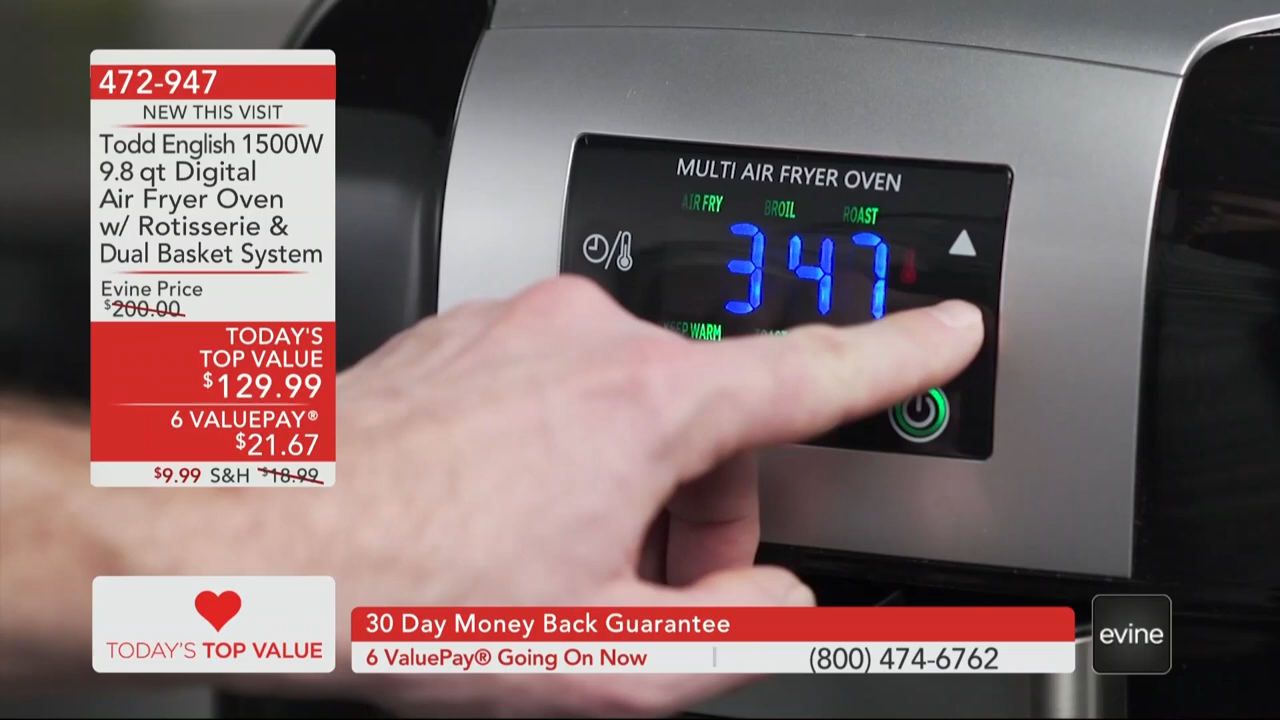 472-947
NEW THIS VISIT
Todd English 1500W
9.8 qt Digital
Air Fryer Oven
w/ Rotisserie &
Dual Basket System
Evine Price
$200.00
TODAY'S
TOP VALUE
$129.99
6 VALUEPAY®
$21.67
$9.99 S&H $18.99
TODAY'S TOP VALUE
MULTI AIR FRYER OVEN
AIR FRY BROIL ROAST
347
WARM
30 Day Money Back Guarantee
6 ValuePay® Going On Now
(800) 474-6762
evine